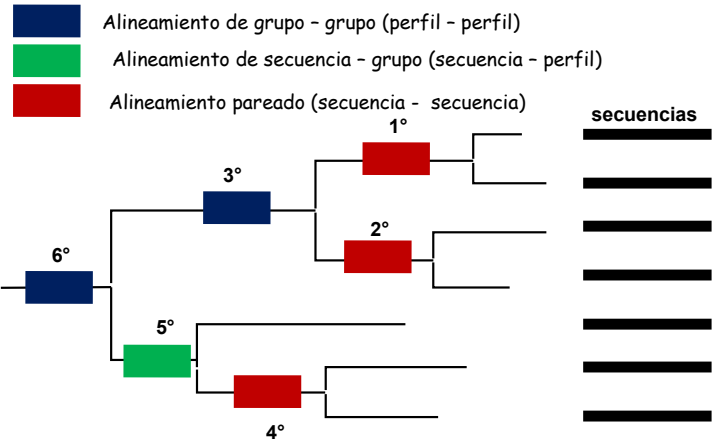 Alineamiento de grupo – grupo (perfil – perfil)
Alineamiento de secuencia – grupo (secuencia – perfil)
Alineamiento pareado (secuencia - secuencia)
secuencias
1°
3°
2°
6°
5°
4°